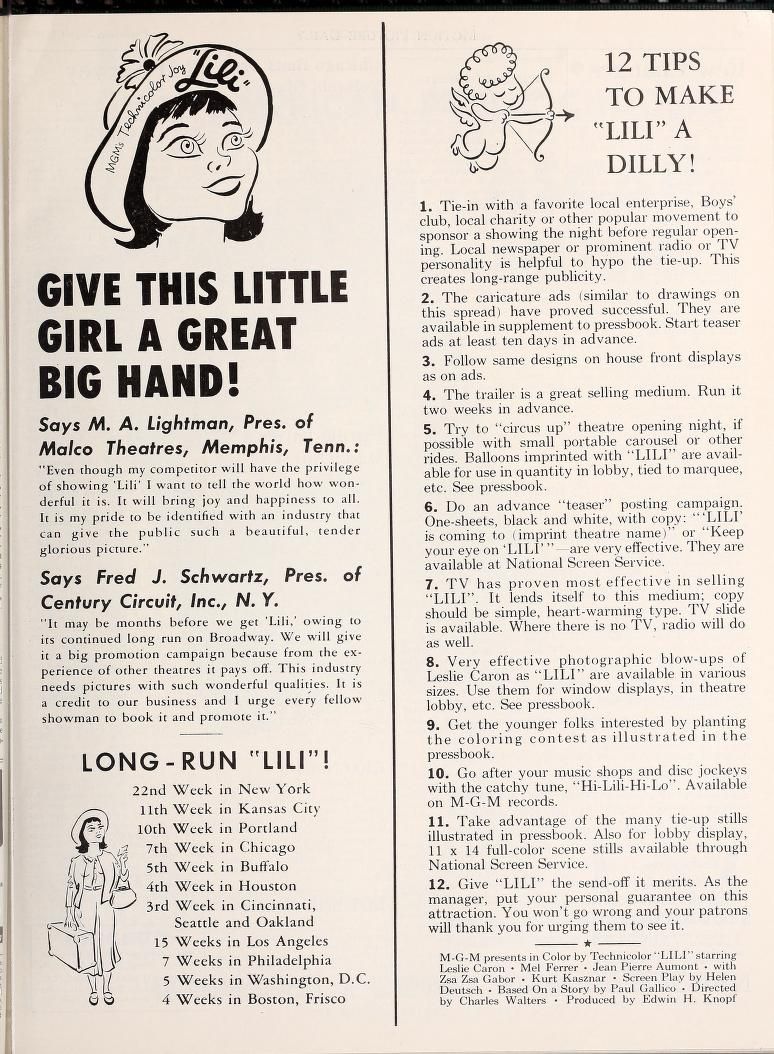 MGM's Technicolor Joy "Lili"
GIVE THIS LITTLE
GIRL A GREAT
BIG HAND!
Says M. A. Lightman, Pres. of
Malco Theatres, Memphis, Tenn.:
"Even though my competitor will have the privilege
of showing 'Lili' I want to tell the world how won-
derful it is. It will bring joy and happiness to all.
It is my pride to be identified with an industry that
can give the public such a beautiful, tender
glorious picture."
Says Fred J. Schwartz, Pres. of
Century Circuit, Inc., N. Y.
"It may be months before we get 'Lili,' owing to
its continued long run on Broadway. We will give
it a big promotion campaign because from the ex-
perience of other theatres it pays off. This industry
needs pictures with such wonderful qualities. It is
a credit to our business and I urge every fellow
showman to book it and promote it."
LONG-RUN "LILI"!
22nd Week in New York
11th Week in Kansas City
10th Week in Portland
7th Week in Chicago
5th Week in Buffalo
4th Week in Houston
3rd Week in Cincinnati,
Seattle and Oakland
15 Weeks in Los Angeles
7 Weeks in Philadelphia
5 Weeks in Washington, D.C.
4 Weeks in Boston, Frisco
12 TIPS
TO MAKE
"LILI" A
DILLY!
1. Tie-in with a favorite local enterprise, Boys'
club, local charity or other popular movement to
sponsor a showing the night before regular open-
ing. Local newspaper or prominent radio or TV
personality is helpful to hypo the tie-up. This
creates long-range publicity.
2. The caricature ads (similar to drawings on
this spread) have proved successful. They are
available in supplement to pressbook. Start teaser
ads at least ten days in advance.
3. Follow same designs on house front displays
as on ads.
4. The trailer is a great selling medium. Run it
two weeks in advance.
5. Try to "circus up" theatre opening night, if
possible with small portable carousel or other
rides. Balloons imprinted with "LILI" are avail-
able for use in quantity in lobby, tied to marquee,
etc. See pressbook.
6. Do an advance "teaser" posting campaign.
One-sheets, black and white, with copy: "'LILI'
is coming to (imprint theatre name)" or "Keep
your eye on 'LILI'"—are very effective. They are
available at National Screen Service.
7. TV has proven most effective in selling
"LILI". It lends itself to this medium; copy
should be simple, heart-warming type. TV slide
is available. Where there is no TV, radio will do
as well.
8. Very effective photographic blow-ups of
Leslie Caron as "LILI" are available in various
sizes. Use them for window displays, in theatre
lobby, etc. See pressbook.
9. Get the younger folks interested by planting
the coloring contest as illustrated in the
pressbook.
10. Go after your music shops and disc jockeys
with the catchy tune, "Hi-Lili-Hi-Lo". Available
on M-G-M records.
11. Take advantage of the many tie-up stills
illustrated in pressbook. Also for lobby display,
11 x 14 full-color scene stills available through
National Screen Service.
12. Give "LILI" the send-off it merits. As the
manager, put your personal guarantee on this
attraction. You won't go wrong and your patrons
will thank you for urging them to see it.
M-G-M presents in Color by Technicolor "LILI" starring
Leslie Caron • Mel Ferrer • Jean Pierre Aumont • with
Zsa Zsa Gabor • Kurt Kasznar • Screen Play by Helen
Deutsch • Based On a Story by Paul Gallico • Directed
by Charles Walters • Produced by Edwin H. Knopf